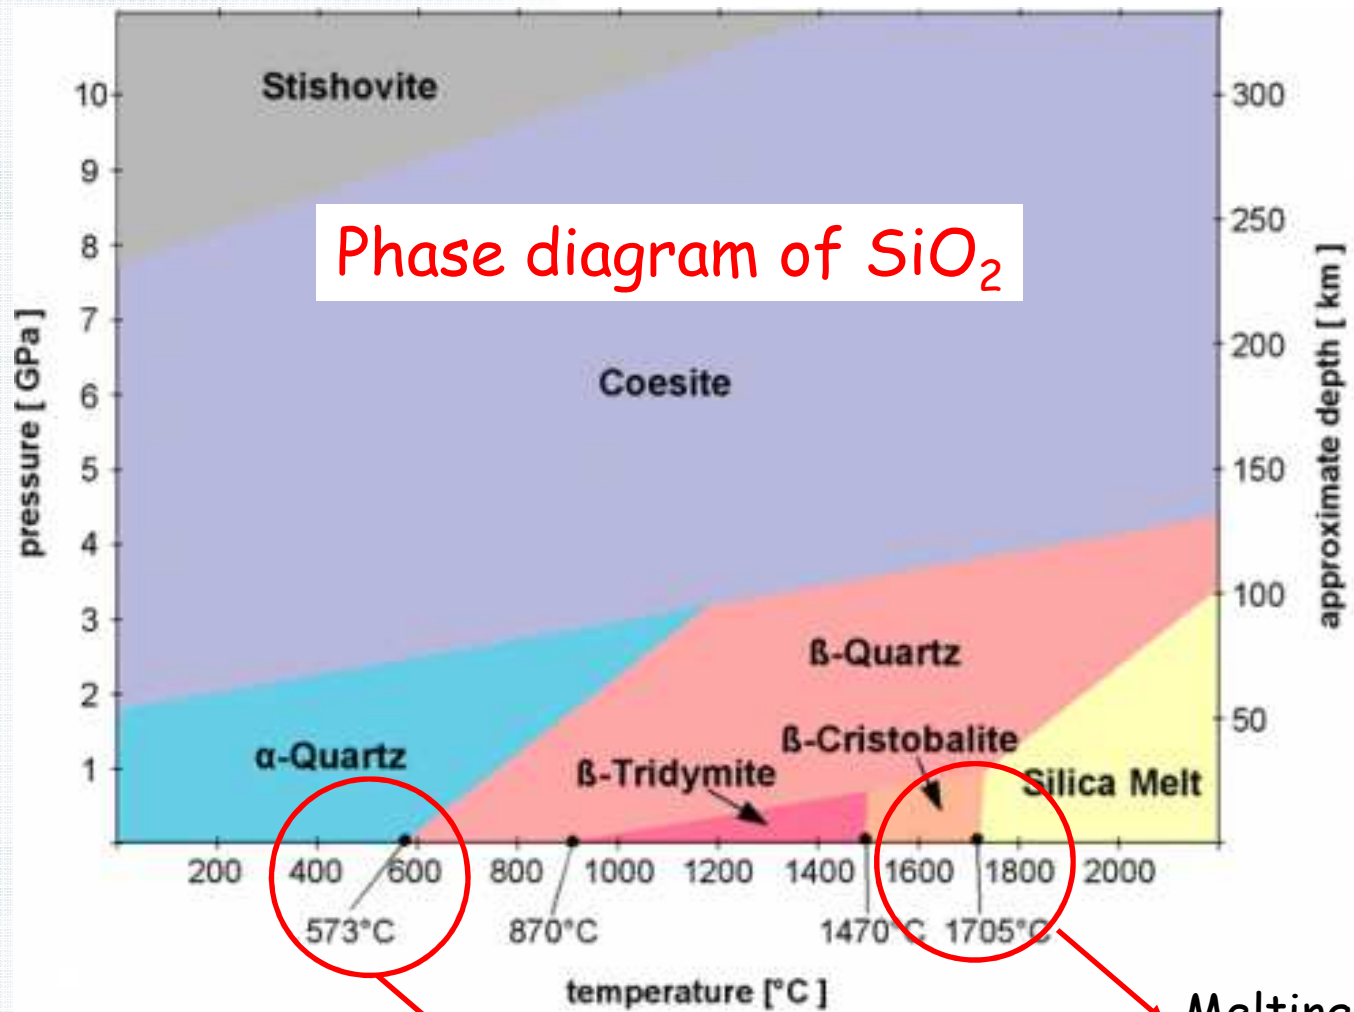 Stishovite
10
300
9
Phase diagram of SiO₂
250
8
7
200
6
Coesite
5
150
4
3
100
ß-Quartz
2
50
ß-Cristobalite
α-Quartz
ß-Tridymite
1
Silica Melt
200 400 600 800 1000 1200 1400 1600 1800 2000
573°C 870°C 1470°C 1705°C
temperature [°C ]
pressure [ GPa ]
approximate depth [ km ]
Melting